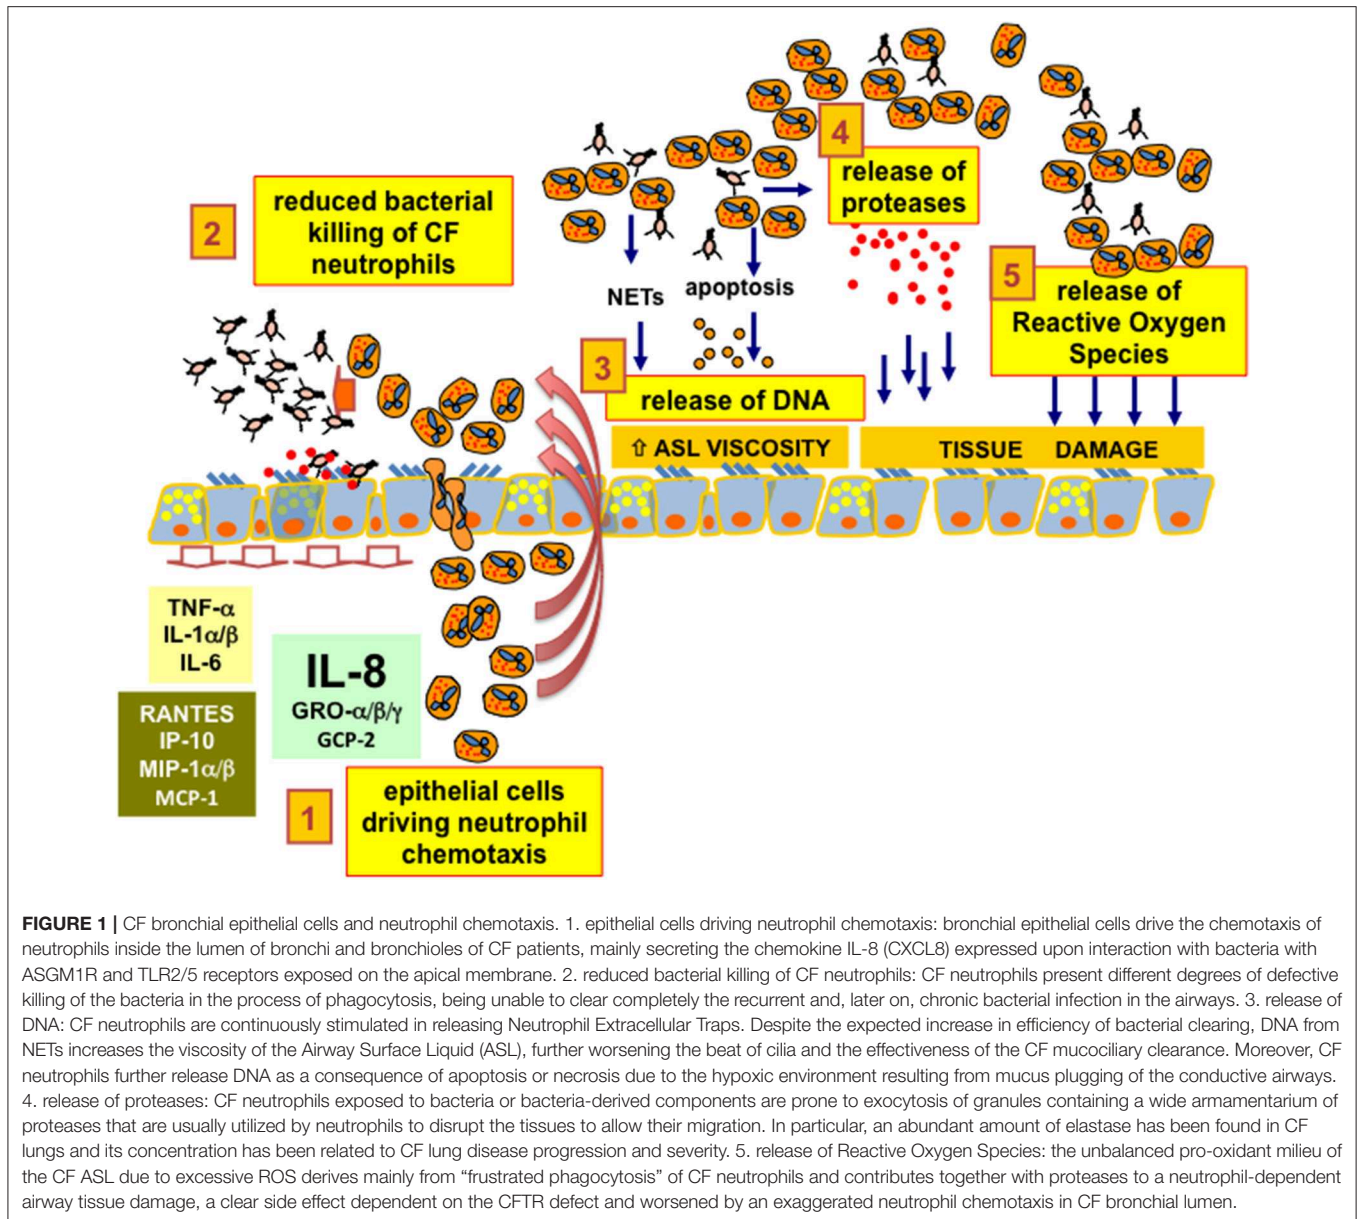 4
release of
proteases
2
reduced bacterial
killing of CF
neutrophils
5
release of
Reactive Oxygen
Species
NETs
apoptosis
3
release of DNA
⇧ ASL VISCOSITY
TISSUE DAMAGE
TNF-α
IL-1α/β
IL-6
IL-8
GRO-α/β/γ
GCP-2
RANTES
IP-10
MIP-1α/β
MCP-1
1
epithelial cells
driving neutrophil
chemotaxis
FIGURE 1 | CF bronchial epithelial cells and neutrophil chemotaxis. 1. epithelial cells driving neutrophil chemotaxis: bronchial epithelial cells drive the chemotaxis of
neutrophils inside the lumen of bronchi and bronchioles of CF patients, mainly secreting the chemokine IL-8 (CXCL8) expressed upon interaction with bacteria with
ASGM1R and TLR2/5 receptors exposed on the apical membrane. 2. reduced bacterial killing of CF neutrophils: CF neutrophils present different degrees of defective
killing of the bacteria in the process of phagocytosis, being unable to clear completely the recurrent and, later on, chronic bacterial infection in the airways. 3. release of
DNA: CF neutrophils are continuously stimulated in releasing Neutrophil Extracellular Traps. Despite the expected increase in efficiency of bacterial clearing, DNA from
NETs increases the viscosity of the Airway Surface Liquid (ASL), further worsening the beat of cilia and the effectiveness of the CF mucociliary clearance. Moreover, CF
neutrophils further release DNA as a consequence of apoptosis or necrosis due to the hypoxic environment resulting from mucus plugging of the conductive airways.
4. release of proteases: CF neutrophils exposed to bacteria or bacteria-derived components are prone to exocytosis of granules containing a wide armamentarium of
proteases that are usually utilized by neutrophils to disrupt the tissues to allow their migration. In particular, an abundant amount of elastase has been found in CF
lungs and its concentration has been related to CF lung disease progression and severity. 5. release of Reactive Oxygen Species: the unbalanced pro-oxidant milieu of
the CF ASL due to excessive ROS derives mainly from “frustrated phagocytosis” of CF neutrophils and contributes together with proteases to a neutrophil-dependent
airway tissue damage, a clear side effect dependent on the CFTR defect and worsened by an exaggerated neutrophil chemotaxis in CF bronchial lumen.